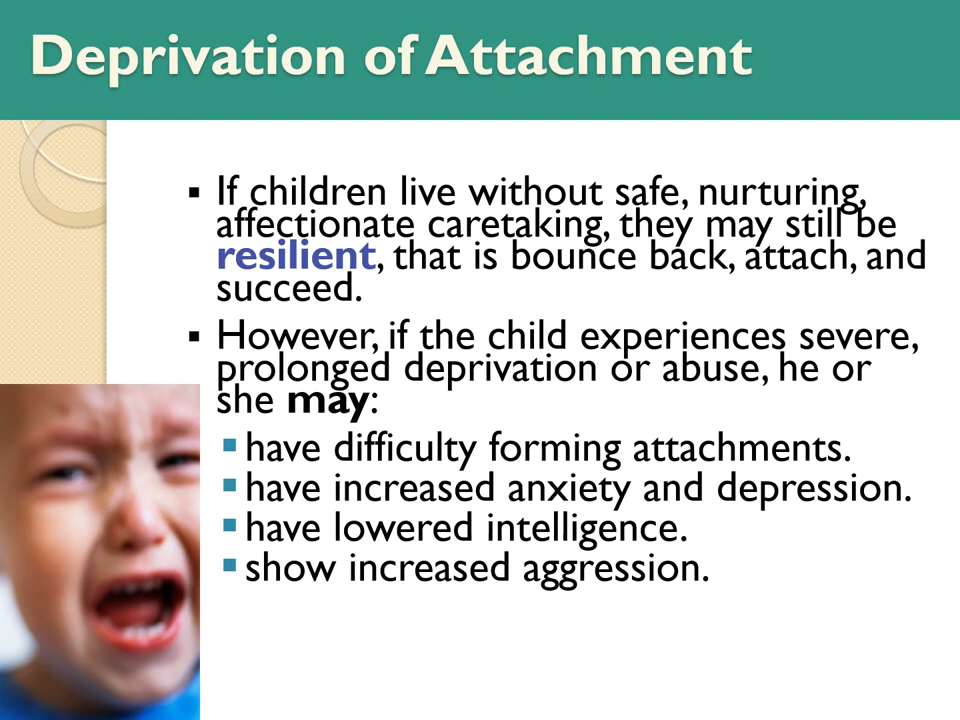 Deprivation of Attachment
▪ If children live without safe, nurturing,
affectionate caretaking, they may still be
resilient, that is bounce back, attach, and
succeed.
▪ However, if the child experiences severe,
prolonged deprivation or abuse, he or
she may:
▪ have difficulty forming attachments.
▪ have increased anxiety and depression.
▪ have lowered intelligence.
▪ show increased aggression.